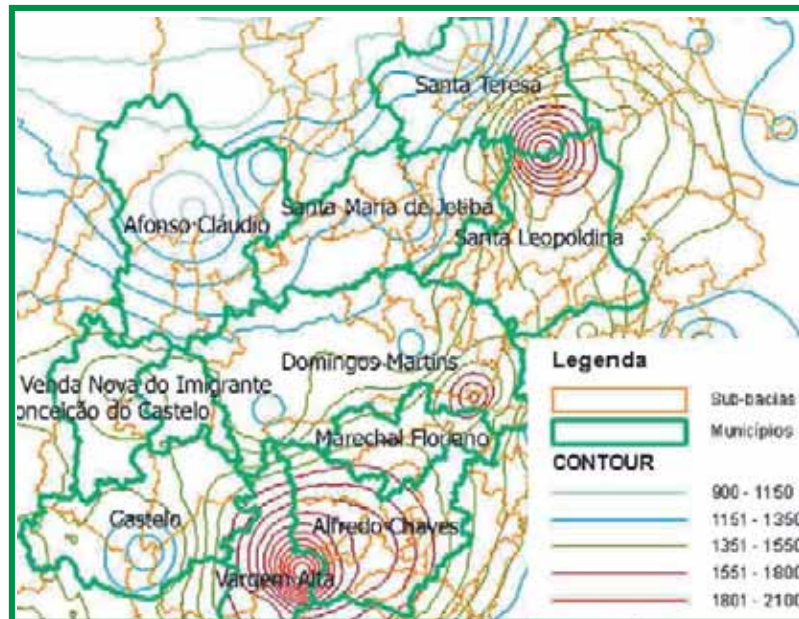 Santa Teresa
Afonso Cláudio
Santa Maria de Jetibá
Santa Leopoldina
Domingos Martins
Venda Nova do Imigrante
onceição do Castelo
Marechal Floriano
Castelo
Alfredo Chaves
Vargem Alta
Legenda
Sub-bacias
Municípios
CONTOUR
900 - 1150
1151 - 1350
1351 - 1550
1551 - 1800
1801 - 2100